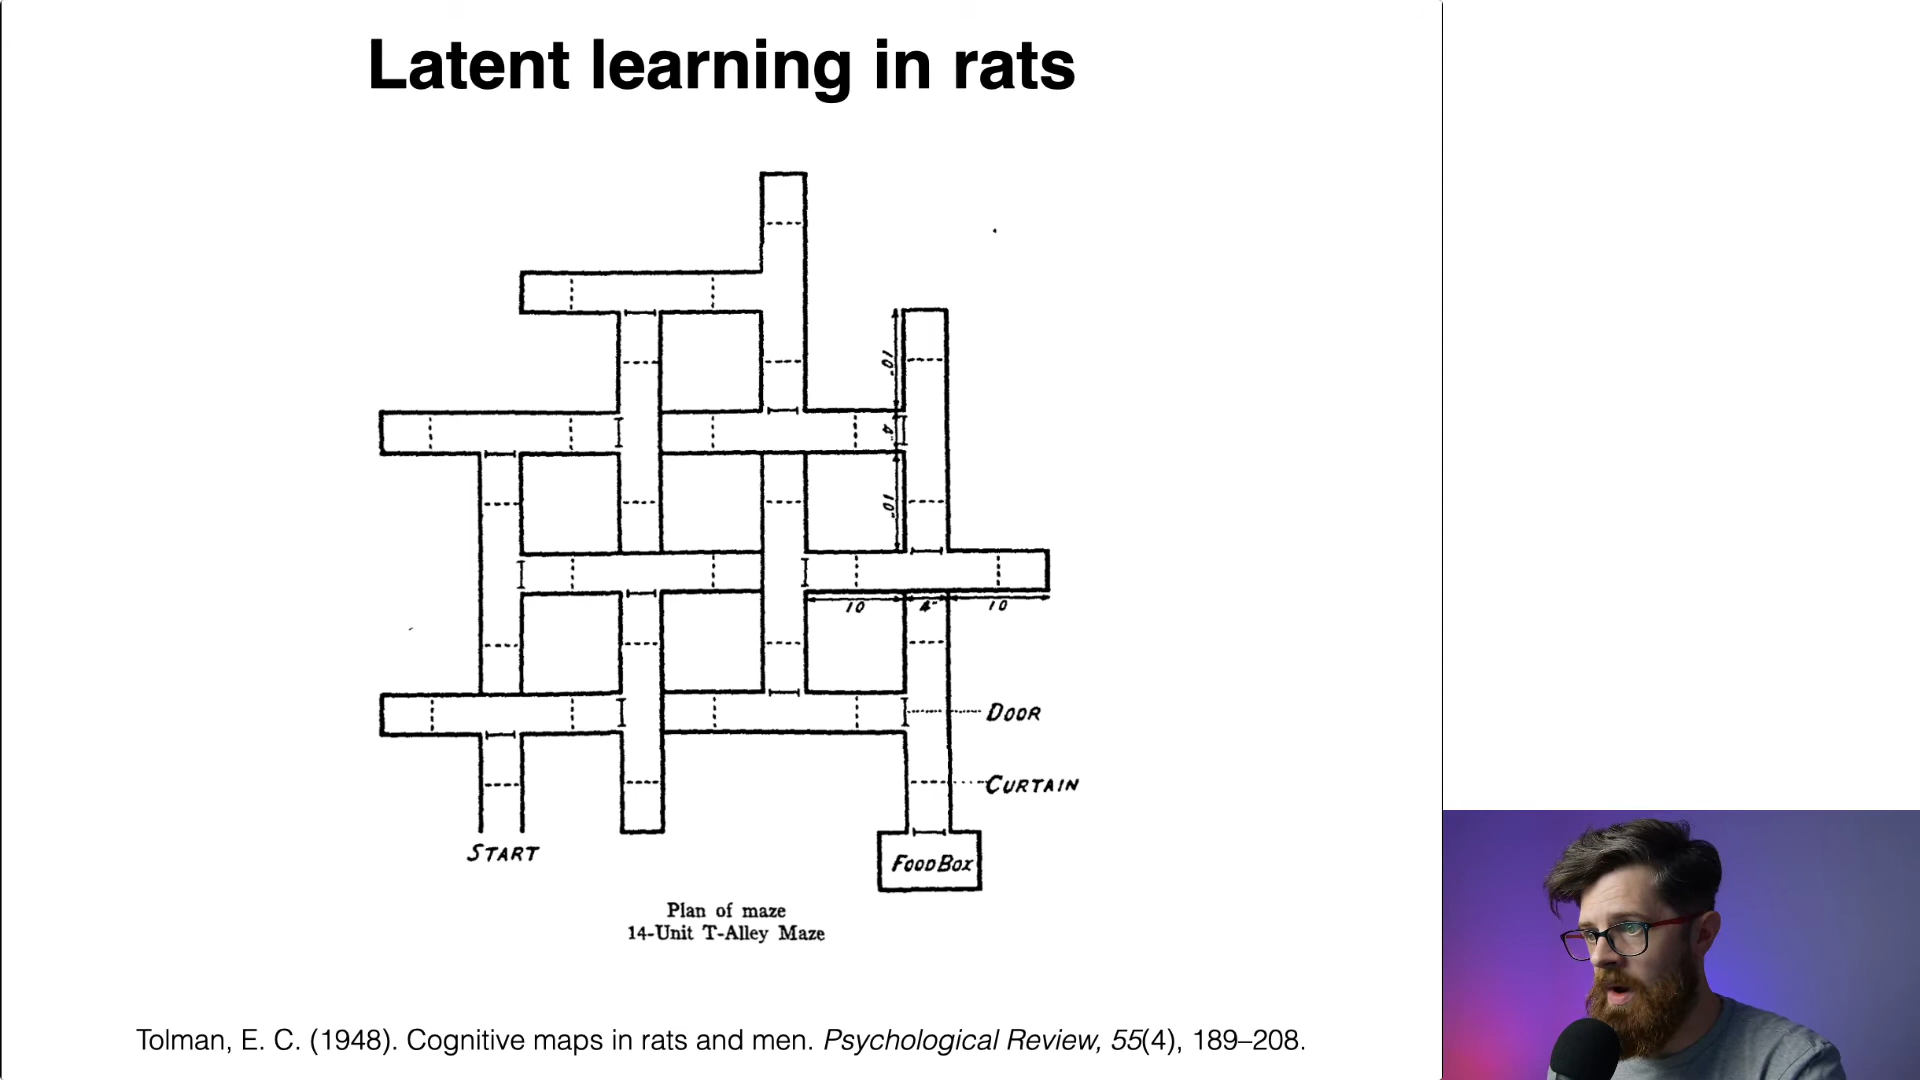 Latent learning in rats
10"
4"
10"
10
4"
10
DOOR
CURTAIN
START
FOOD BOX
Plan of maze
14-Unit T-Alley Maze
Tolman, E. C. (1948). Cognitive maps in rats and men. Psychological Review, 55(4), 189–208.